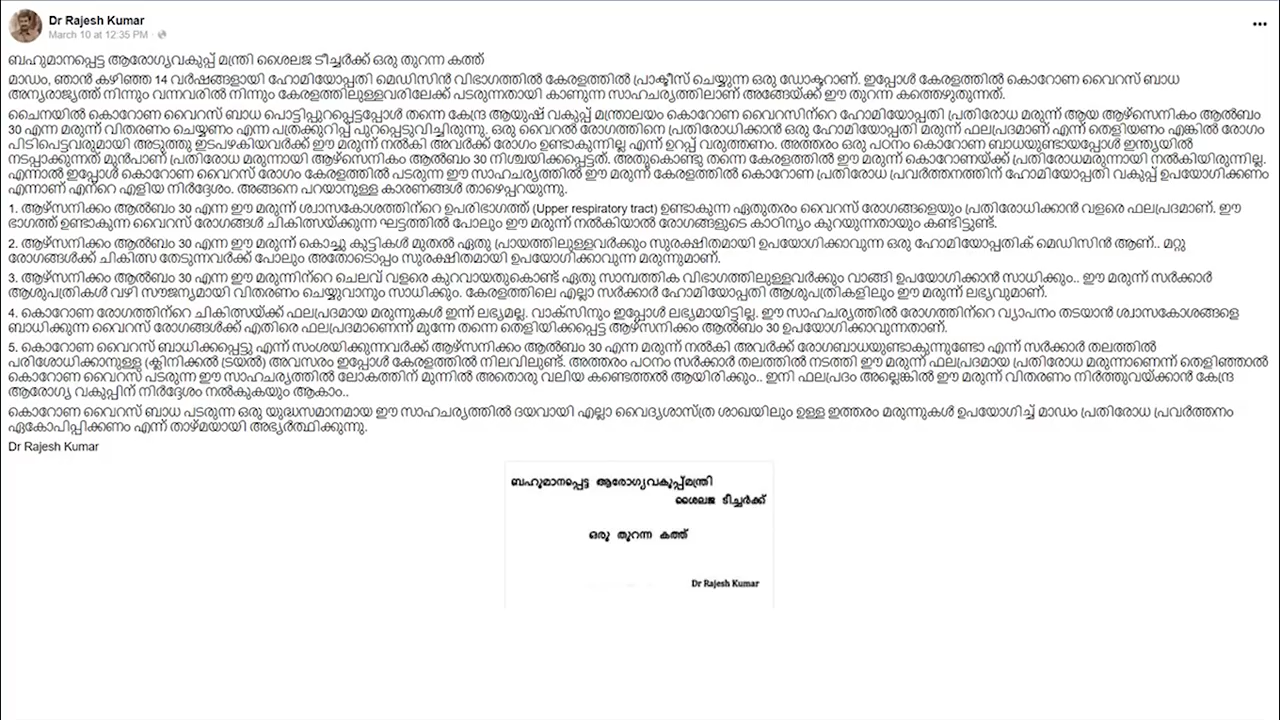 Dr Rajesh Kumar
March 10 at 12:35 PM ·
ബഹുമാനപ്പെട്ട ആരോഗ്യവകുപ്പ് മന്ത്രി ശൈലജ ടീച്ചർക്ക് ഒരു തുറന്ന കത്ത്
മാഡം, ഞാൻ കഴിഞ്ഞ 14 വർഷങ്ങളായി ഹോമിയോപ്പതി മെഡിസിൻ വിഭാഗത്തിൽ കേരളത്തിൽ പ്രാക്ടീസ് ചെയ്യുന്ന ഒരു ഡോക്ടറാണ്. ഇപ്പോൾ കേരളത്തിൽ കൊറോണ വൈറസ് ബാധ
അന്യരാജ്യത്ത് നിന്നും വന്നവരിൽ നിന്നും കേരളത്തിലുള്ളവരിലേക്ക് പടരുന്നതായി കാണുന്ന സാഹചര്യത്തിലാണ് അങ്ങേയ്ക്ക് ഈ തുറന്ന കത്തെഴുതുന്നത്.
ചൈനയിൽ കൊറോണ വൈറസ് ബാധ പൊട്ടിപ്പുറപ്പെട്ടപ്പോൾ തന്നെ കേന്ദ്ര ആയുഷ് വകുപ്പ് മന്ത്രാലയം കൊറോണ വൈറസിന്റെ ഹോമിയോപ്പതി പ്രതിരോധ മരുന്ന് ആയ ആഴ്സെനികം ആൽബം
30 എന്ന മരുന്ന് വിതരണം ചെയ്യണം എന്ന പത്രക്കുറിപ്പ് പുറപ്പെടുവിച്ചിരുന്നു, ഒരു വൈറൽ രോഗത്തിനെ പ്രതിരോധിക്കാൻ ഒരു ഹോമിയോപ്പതി മരുന്ന് ഫലപ്രദമാണ് എന്ന് തെളിയണം എങ്കിൽ രോഗം
പിടിപെട്ടവരുമായി അടുത്തു ഇടപഴകിയവർക്ക് ഈ മരുന്ന് നൽകി അവർക്ക് രോഗം ഉണ്ടാകുന്നില്ല എന്ന് ഉറപ്പ് വരുത്തണം. അത്തരം ഒരു പഠനം കൊറോണ ബാധയുണ്ടായപ്പോൾ ഇന്ത്യയിൽ
നടപ്പാക്കുന്നത് മുൻപാണ് പ്രതിരോധ മരുന്നായി ആഴ്സെനികം ആൽബം 30 നിശ്ചയിക്കപ്പെട്ടത്. അതുകൊണ്ടു തന്നെ കേരളത്തിൽ ഈ മരുന്ന് കൊറോണയ്ക്ക് പ്രതിരോധമരുന്നായി നൽകിയിരുന്നില്ല.
എന്നാൽ ഇപ്പോൾ കൊറോണ വൈറസ് രോഗം കേരളത്തിൽ പടരുന്ന ഈ സാഹചര്യത്തിൽ ഈ മരുന്ന് കേരളത്തിൽ കൊറോണ പ്രതിരോധ പ്രവർത്തനത്തിന് ഹോമിയോപ്പതി വകുപ്പ് ഉപയോഗിക്കണം
എന്നാണ് എന്റെ എളിയ നിർദ്ദേശം. അങ്ങനെ പറയാനുള്ള കാരണങ്ങൾ താഴെപ്പറയുന്നു.
1. ആഴ്സനിക്കം ആൽബം 30 എന്ന ഈ മരുന്ന് ശ്വാസകോശത്തിന്റെ ഉപരിഭാഗത്ത് (Upper respiratory tract) ഉണ്ടാകുന്ന ഏതുതരം വൈറസ് രോഗങ്ങളെയും പ്രതിരോധിക്കാൻ വളരെ ഫലപ്രദമാണ്. ഈ
ഭാഗത്ത് ഉണ്ടാകുന്ന വൈറസ് രോഗങ്ങൾ ചികിത്സയ്ക്കുന്ന ഘട്ടത്തിൽ പോലും ഈ മരുന്ന് നൽകിയാൽ രോഗങ്ങളുടെ കാഠിന്യം കുറയുന്നതായും കണ്ടിട്ടുണ്ട്.
2. ആഴ്സനിക്കം ആൽബം 30 എന്ന ഈ മരുന്ന് കൊച്ചു കുട്ടികൾ മുതൽ ഏതു പ്രായത്തിലുള്ളവർക്കും സുരക്ഷിതമായി ഉപയോഗിക്കാവുന്ന ഒരു ഹോമിയോപ്പതിക് മെഡിസിൻ ആണ്.. മറ്റു
രോഗങ്ങൾക്ക് ചികിത്സ തേടുന്നവർക്ക് പോലും അതോടൊപ്പം സുരക്ഷിതമായി ഉപയോഗിക്കാവുന്ന മരുന്നുമാണ്.
3. ആഴ്സനിക്കം ആൽബം 30 എന്ന ഈ മരുന്നിന്റെ ചെലവ് വളരെ കുറവായതുകൊണ്ട് ഏതു സാമ്പത്തിക വിഭാഗത്തിലുള്ളവർക്കും വാങ്ങി ഉപയോഗിക്കാൻ സാധിക്കും.. ഈ മരുന്ന് സർക്കാർ
ആശുപത്രികൾ വഴി സൗജന്യമായി വിതരണം ചെയ്യുവാനും സാധിക്കും. കേരളത്തിലെ എല്ലാ സർക്കാർ ഹോമിയോപ്പതി ആശുപത്രികളിലും ഈ മരുന്ന് ലഭ്യവുമാണ്.
4. കൊറോണ രോഗത്തിന്റെ ചികിത്സയ്ക്ക് ഫലപ്രദമായ മരുന്നുകൾ ഇന്ന് ലഭ്യമല്ല. വാക്സിനും ഇപ്പോൾ ലഭ്യമായിട്ടില്ല. ഈ സാഹചര്യത്തിൽ രോഗത്തിന്റെ വ്യാപനം തടയാൻ ശ്വാസകോശങ്ങളെ
ബാധിക്കുന്ന വൈറസ് രോഗങ്ങൾക്ക് എതിരെ ഫലപ്രദമാണെന്ന് മുന്നേ തന്നെ തെളിയിക്കപ്പെട്ട ആഴ്സനിക്കം ആൽബം 30 ഉപയോഗിക്കാവുന്നതാണ്.
5. കൊറോണ വൈറസ് ബാധിക്കപ്പെട്ടു എന്ന് സംശയിക്കുന്നവർക്ക് ആഴ്സനിക്കം ആൽബം 30 എന്ന മരുന്ന് നൽകി അവർക്ക് രോഗബാധയുണ്ടാകുന്നുണ്ടോ എന്ന് സർക്കാർ തലത്തിൽ
പരിശോധിക്കാനുള്ള (ക്ലിനിക്കൽ ട്രയൽ) അവസരം ഇപ്പോൾ കേരളത്തിൽ നിലവിലുണ്ട്. അത്തരം പഠനം സർക്കാർ തലത്തിൽ നടത്തി ഈ മരുന്ന് ഫലപ്രദമായ പ്രതിരോധ മരുന്നാണെന്ന് തെളിഞ്ഞാൽ
കൊറോണ വൈറസ് പടരുന്ന ഈ സാഹചര്യത്തിൽ ലോകത്തിന് മുന്നിൽ അതൊരു വലിയ കണ്ടെത്തൽ ആയിരിക്കും.. ഇനി ഫലപ്രദം അല്ലെങ്കിൽ ഈ മരുന്ന് വിതരണം നിർത്തുവയ്ക്കാൻ കേന്ദ്ര
ആരോഗ്യ വകുപ്പിന് നിർദ്ദേശം നൽകുകയും ആകാം..
കൊറോണ വൈറസ് ബാധ പടരുന്ന ഒരു യുദ്ധസമാനമായ ഈ സാഹചര്യത്തിൽ ദയവായി എല്ലാ വൈദ്യശാസ്ത്ര ശാഖയിലും ഉള്ള ഇത്തരം മരുന്നുകൾ ഉപയോഗിച്ച് മാഡം പ്രതിരോധ പ്രവർത്തനം
ഏകോപിപ്പിക്കണം എന്ന് താഴ്മയായി അഭ്യർത്ഥിക്കുന്നു.
Dr Rajesh Kumar
ബഹുമാനപ്പെട്ട ആരോഗ്യവകുപ്പ്മന്ത്രി
ശൈലജ ടീച്ചർക്ക്
ഒരു തുറന്ന കത്ത്
Dr Rajesh Kumar